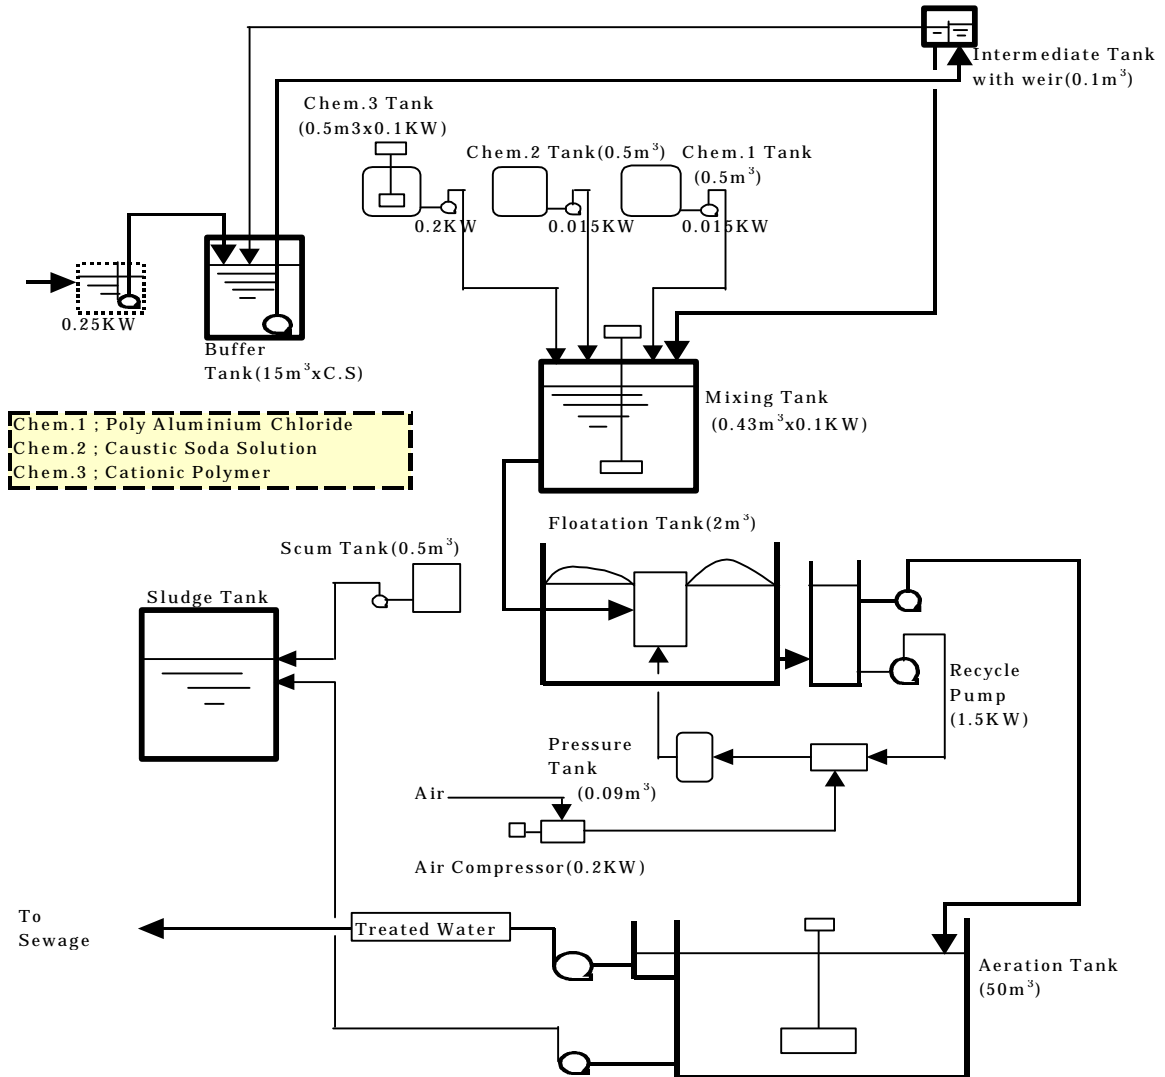 Intermediate Tank
with weir(0.1m³)
Chem.3 Tank
(0.5m3x0.1KW)
Chem.2 Tank(0.5m³)
Chem.1 Tank
(0.5m³)
0.2KW
0.015KW
0.015KW
0.25KW
Buffer
Tank(15m³xC.S)
Mixing Tank
(0.43m³x0.1KW)
Chem.1 ; Poly Aluminium Chloride
Chem.2 ; Caustic Soda Solution
Chem.3 ; Cationic Polymer
Floatation Tank(2m³)
Scum Tank(0.5m³)
Sludge Tank
Recycle
Pump
(1.5KW)
Pressure
Tank
(0.09m³)
Air
Air Compressor(0.2KW)
To
Sewage
Treated Water
Aeration Tank
(50m³)